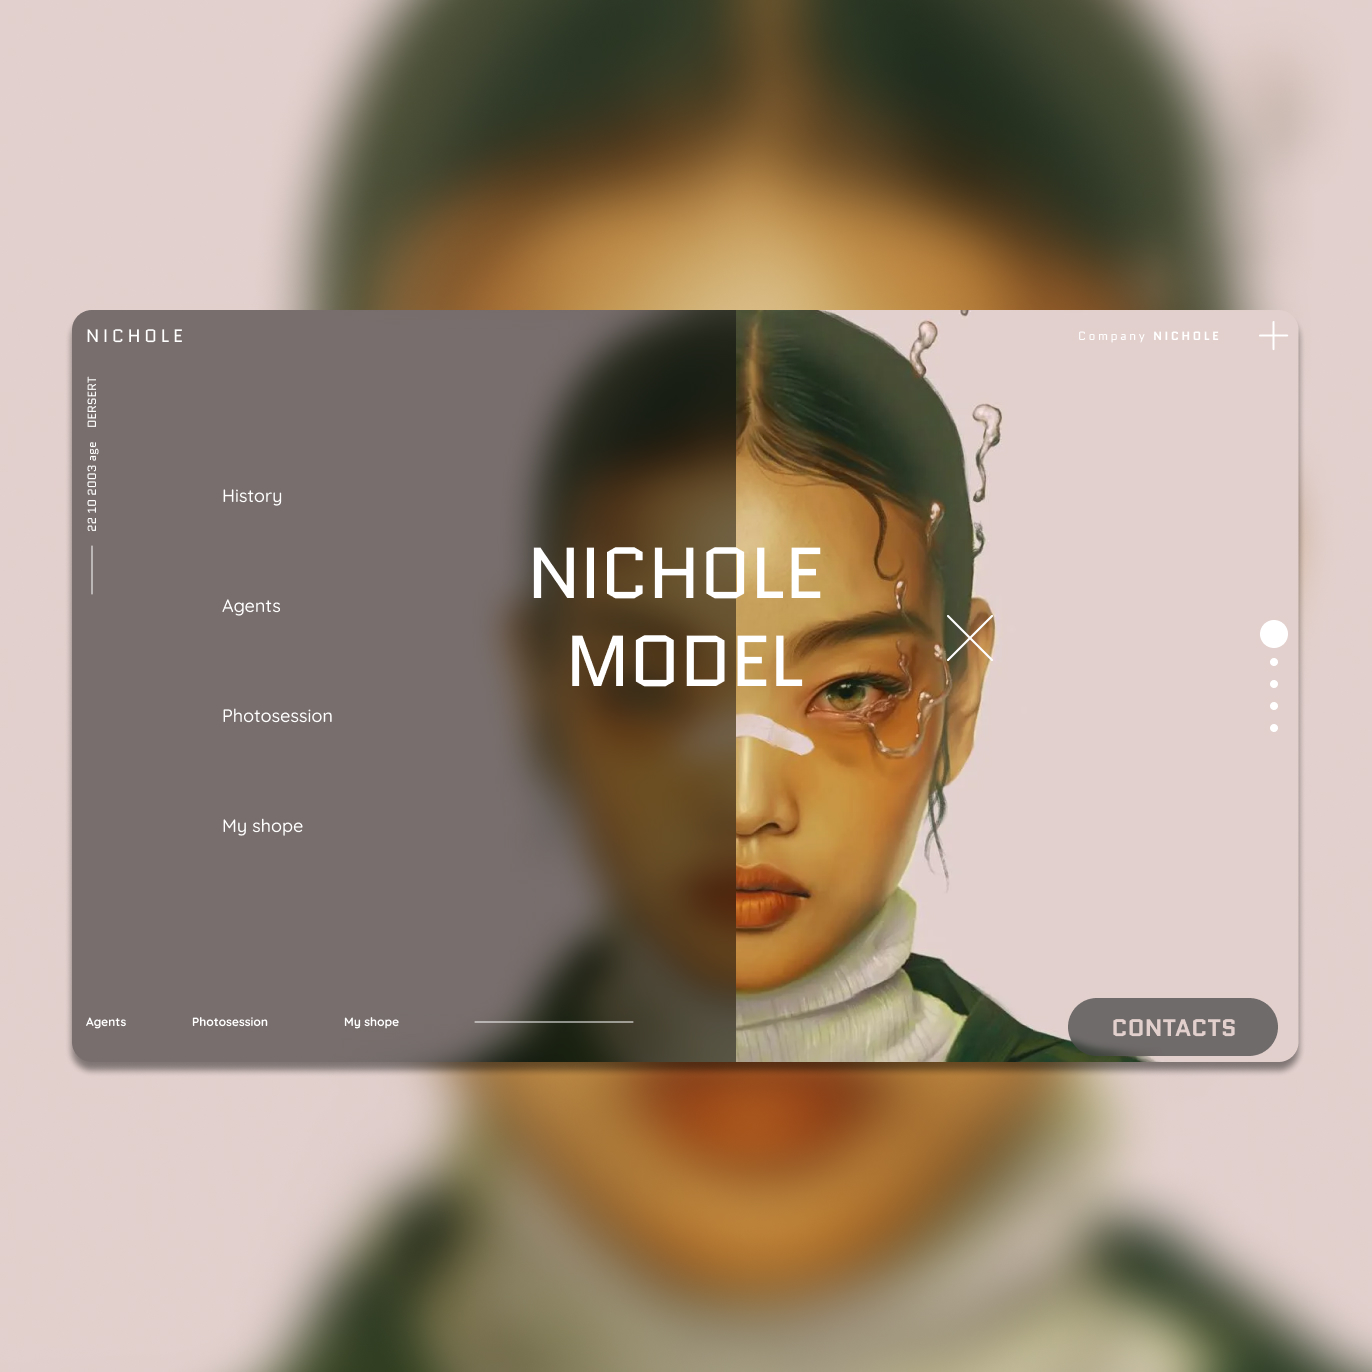 NICHOLE
Company NICHOLE
22 10 2003 age DERSERT
History
Agents
Photosession
My shope
NICHOLE
MODEL
Agents
Photosession
My shope
CONTACTS